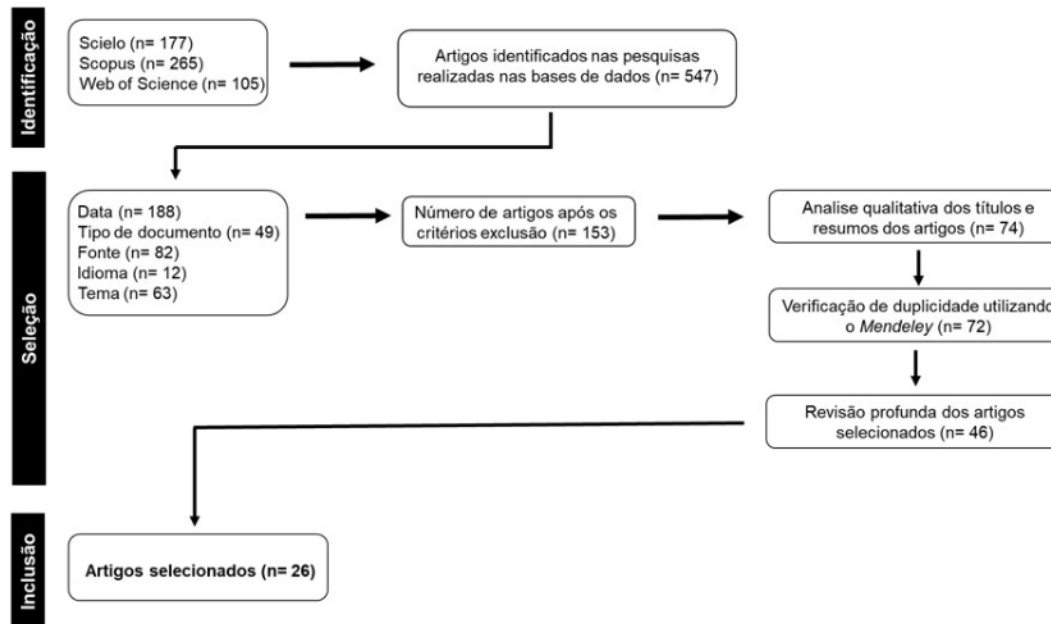 Identificação
Scielo (n= 177)
Scopus (n= 265)
Web of Science (n= 105)
Artigos identificados nas pesquisas
realizadas nas bases de dados (n= 547)
Seleção
Data (n= 188)
Tipo de documento (n= 49)
Fonte (n= 82)
Idioma (n= 12)
Tema (n= 63)
Número de artigos após os
critérios exclusão (n= 153)
Analise qualitativa dos títulos e
resumos dos artigos (n= 74)
Verificação de duplicidade utilizando
o Mendeley (n= 72)
Revisão profunda dos artigos
selecionados (n= 46)
Inclusão
Artigos selecionados (n= 26)